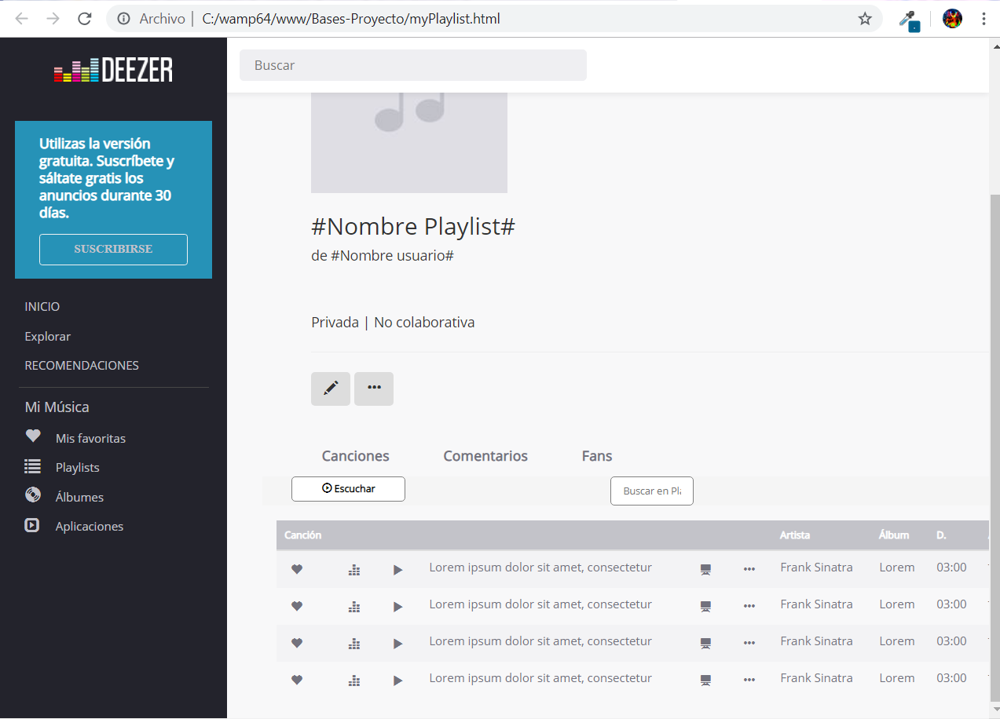 Archivo | C:/wamp64/www/Bases-Proyecto/myPlaylist.html
DEEZER
Buscar
Utilizas la versión
gratuita. Suscríbete y
sáltate gratis los
anuncios durante 30
días.
SUSCRIBIRSE
INICIO
Explorar
RECOMENDACIONES
Mi Música
Mis favoritas
Playlists
Álbumes
Aplicaciones
#Nombre Playlist#
de #Nombre usuario#
Privada | No colaborativa
Canciones Comentarios Fans
Escuchar Buscar en Pla
Canción Artista Álbum D.
Lorem ipsum dolor sit amet, consectetur Frank Sinatra Lorem 03:00
Lorem ipsum dolor sit amet, consectetur Frank Sinatra Lorem 03:00
Lorem ipsum dolor sit amet, consectetur Frank Sinatra Lorem 03:00
Lorem ipsum dolor sit amet, consectetur Frank Sinatra Lorem 03:00